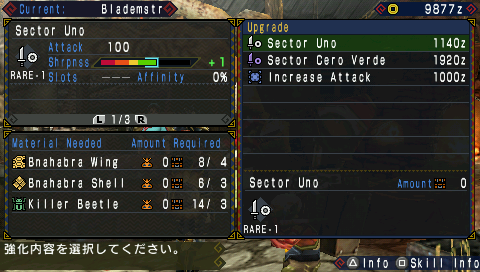 Current: Blademstr
9877z
Sector Uno
Attack 100
Shrpnss +1
RARE-1
Slots --- Affinity 0%
L 1/3 R
Material Needed Amount Required
Bnahabra Wing 0 8/ 4
Bnahabra Shell 0 6/ 3
Killer Beetle 0 14/ 3
強化内容を選択してください。
Upgrade
Sector Uno 1140z
Sector Cero Verde 1920z
Increase Attack 1000z
Sector Uno Amount 0
RARE-1
Info Skill Info